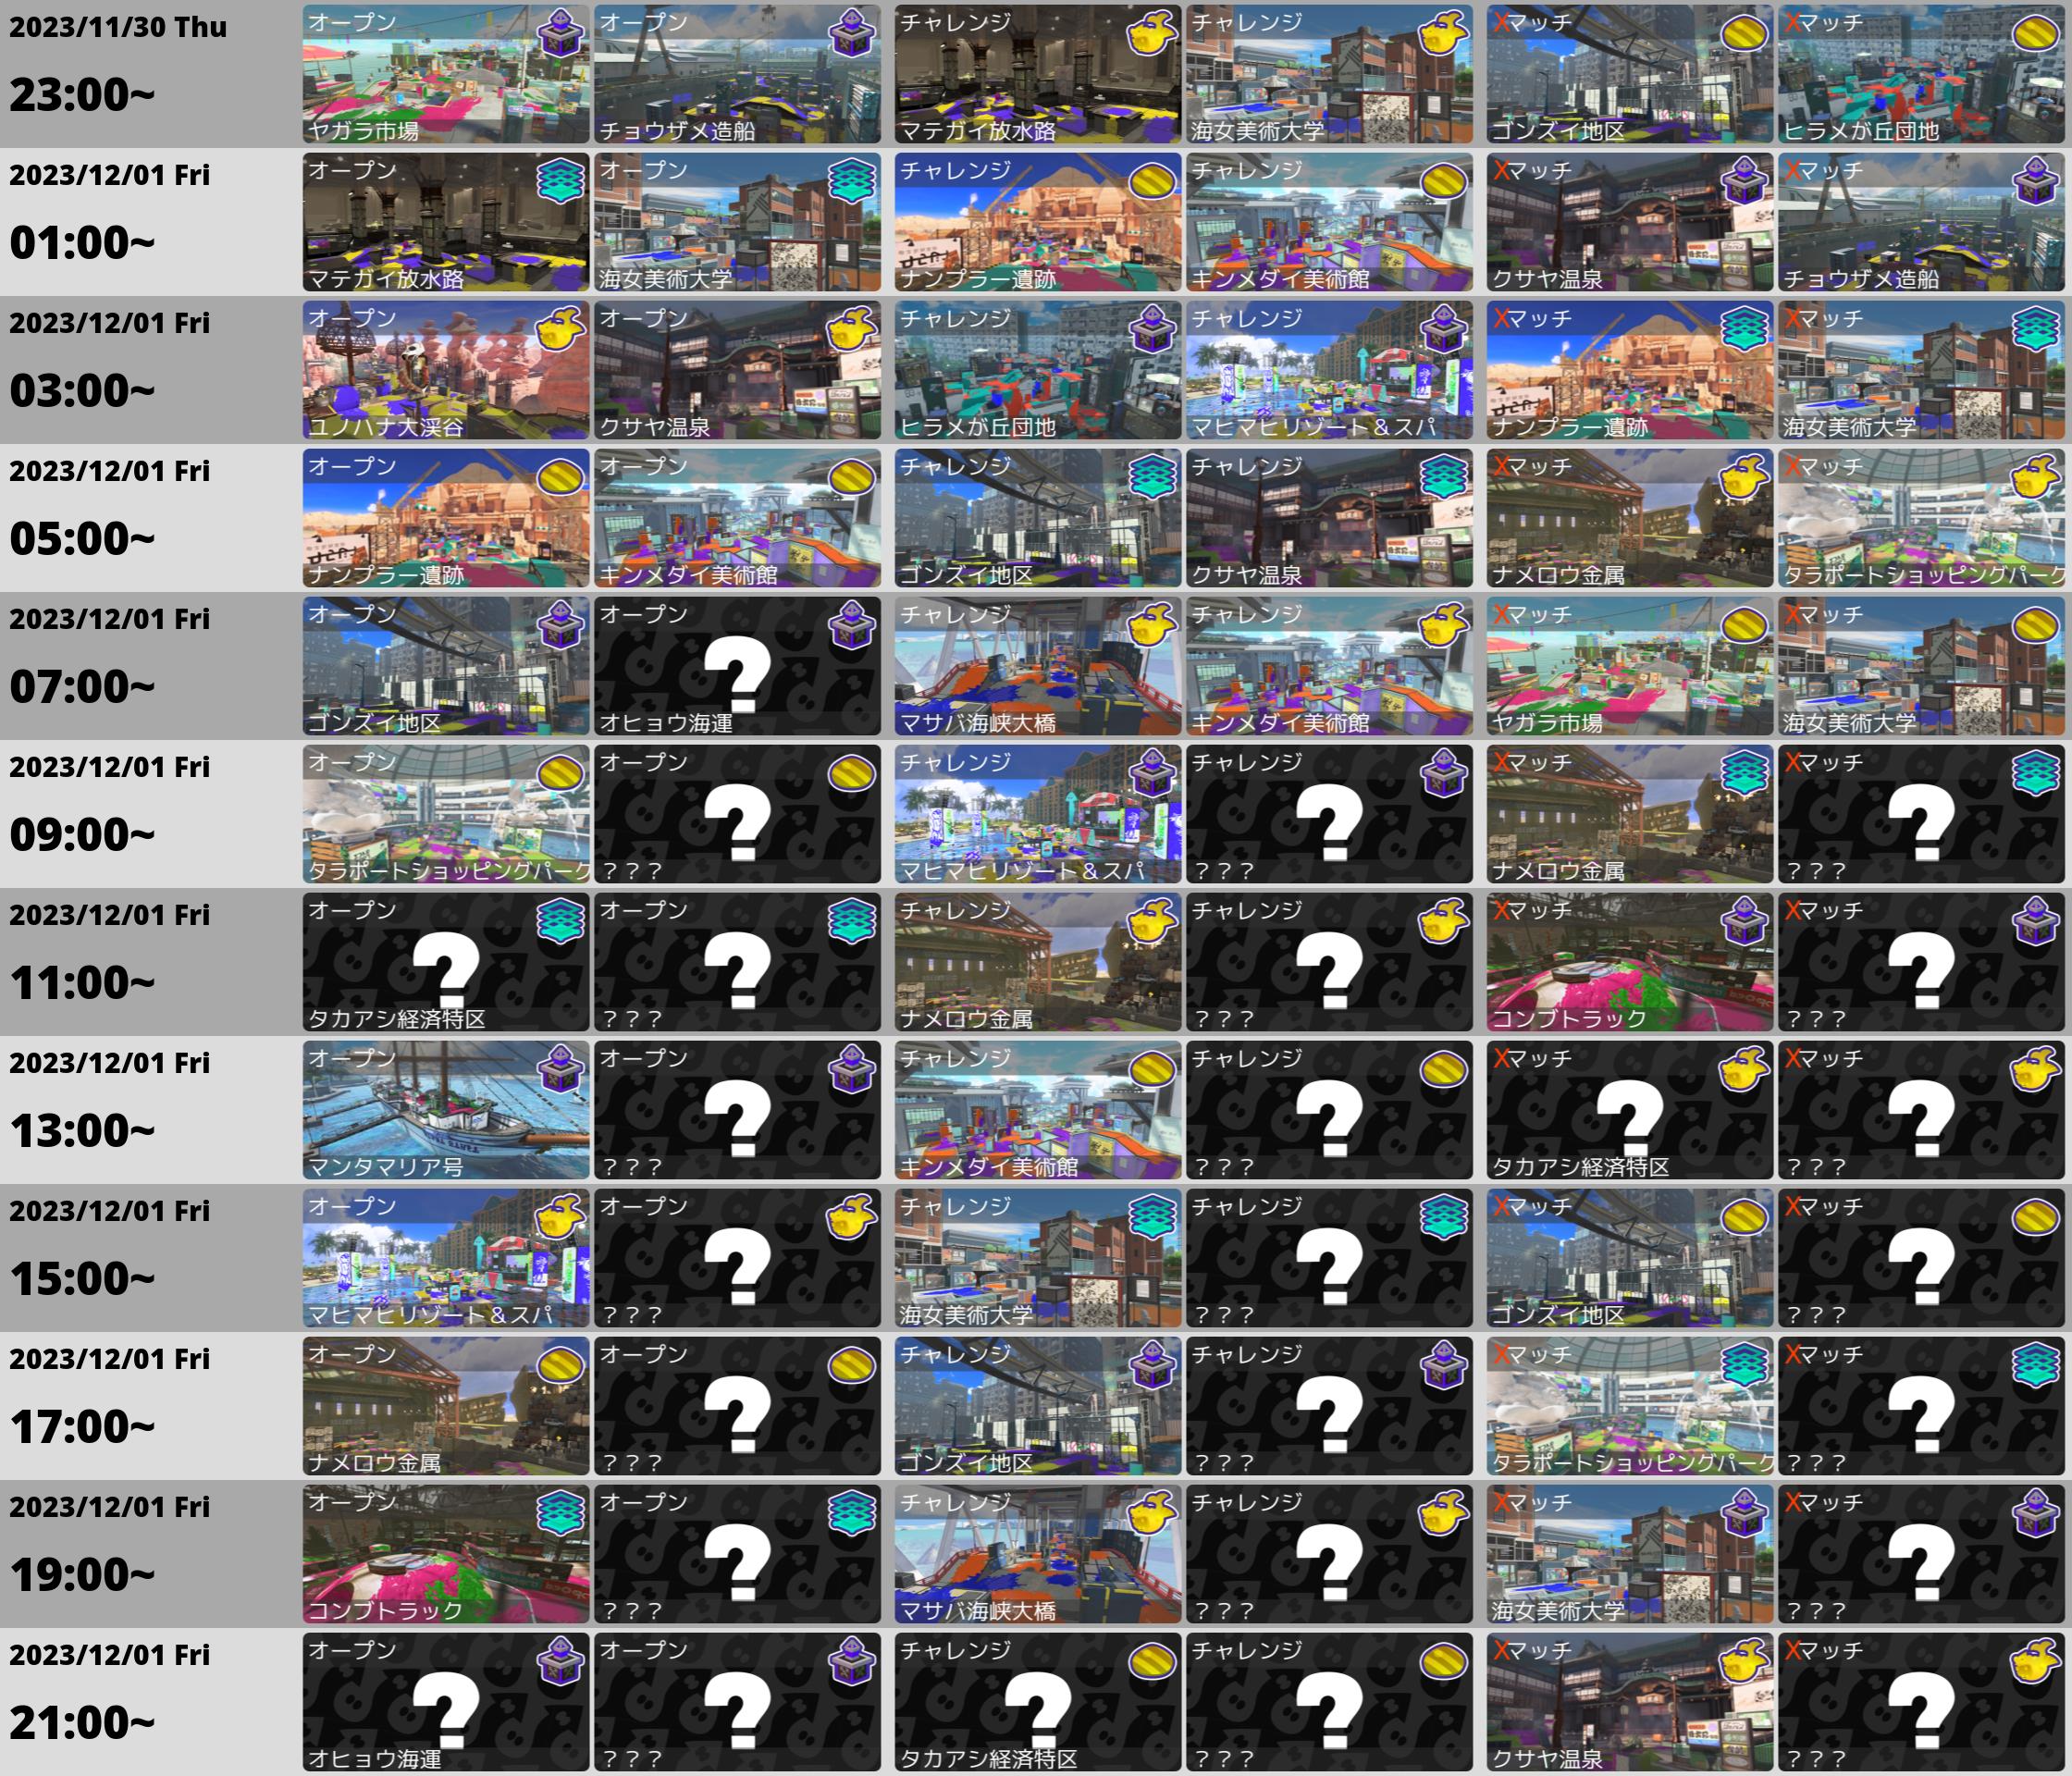 2023/11/30 Thu
23:00~
オープン
ヤガラ市場
オープン
チョウザメ造船
チャレンジ
マテガイ放水路
チャレンジ
海女美術大学
Xマッチ
ゴンズイ地区
Xマッチ
ヒラメが丘団地
2023/12/01 Fri
01:00~
オープン
マテガイ放水路
オープン
海女美術大学
チャレンジ
ナンプラー遺跡
チャレンジ
キンメダイ美術館
Xマッチ
クサヤ温泉
Xマッチ
チョウザメ造船
2023/12/01 Fri
03:00~
オープン
ユノハナ大渓谷
オープン
クサヤ温泉
チャレンジ
ヒラメが丘団地
チャレンジ
マヒマヒリゾート＆スパ
Xマッチ
ナンプラー遺跡
Xマッチ
海女美術大学
2023/12/01 Fri
05:00~
オープン
ナンプラー遺跡
オープン
キンメダイ美術館
チャレンジ
ゴンズイ地区
チャレンジ
クサヤ温泉
Xマッチ
ナメロウ金属
Xマッチ
タラポートショッピングパーク
2023/12/01 Fri
07:00~
オープン
ゴンズイ地区
オープン
?
オヒョウ海運
チャレンジ
マサバ海峡大橋
チャレンジ
キンメダイ美術館
Xマッチ
ヤガラ市場
Xマッチ
海女美術大学
2023/12/01 Fri
09:00~
オープン
タラポートショッピングパーク
オープン
?
？？？
チャレンジ
マヒマヒリゾート＆スパ
チャレンジ
?
？？？
Xマッチ
ナメロウ金属
Xマッチ
?
？？？
2023/12/01 Fri
11:00~
オープン
?
タカアシ経済特区
オープン
?
？？？
チャレンジ
ナメロウ金属
チャレンジ
?
？？？
Xマッチ
コンブトラック
Xマッチ
?
？？？
2023/12/01 Fri
13:00~
オープン
マンタマリア号
オープン
?
？？？
チャレンジ
キンメダイ美術館
チャレンジ
?
？？？
Xマッチ
?
タカアシ経済特区
Xマッチ
?
？？？
2023/12/01 Fri
15:00~
オープン
マヒマヒリゾート＆スパ
オープン
?
？？？
チャレンジ
海女美術大学
チャレンジ
?
？？？
Xマッチ
ゴンズイ地区
Xマッチ
?
？？？
2023/12/01 Fri
17:00~
オープン
ナメロウ金属
オープン
?
？？？
チャレンジ
ゴンズイ地区
チャレンジ
?
？？？
Xマッチ
タラポートショッピングパーク
Xマッチ
?
？？？
2023/12/01 Fri
19:00~
オープン
コンブトラック
オープン
?
？？？
チャレンジ
マサバ海峡大橋
チャレンジ
?
？？？
Xマッチ
海女美術大学
Xマッチ
?
？？？
2023/12/01 Fri
21:00~
オープン
?
オヒョウ海運
オープン
?
？？？
チャレンジ
?
タカアシ経済特区
チャレンジ
?
？？？
Xマッチ
クサヤ温泉
Xマッチ
?
？？？